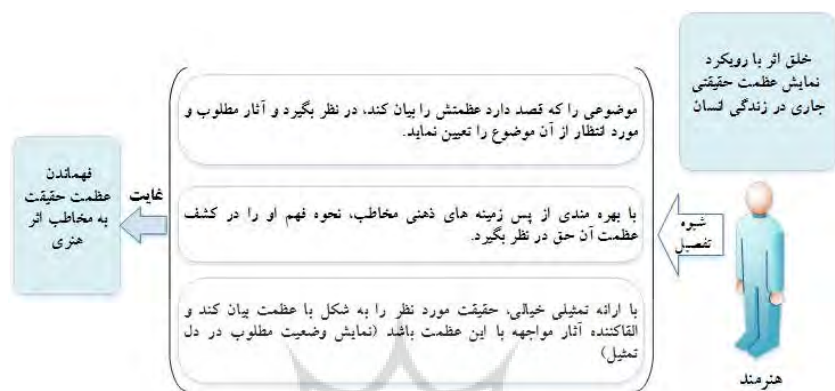 خلق اثر با رویکرد
نمایش عظمت حقیقتی
جاری در زندگی انسان
هنرمند
شیوه
تفصیل
موضوعی را که قصد دارد عظمتش را بیان کند، در نظر بگیرد و آثار مطلوب و
مورد انتظار از آن موضوع را تعیین نماید.
با بهره مندی از پس زمینه های ذهنی مخاطب، نحوه فهم او را در کشف
عظمت آن حق در نظر بگیرد.
با ارائه تمثیلی خیالی، حقیقت مورد نظر را به شکل با عظمت بیان کند و
القاکننده آثار مواجهه با این عظمت باشد (نمایش وضعیت مطلوب در دل
تمثیل)
غایت
فهماندن
عظمت حقیقت
به مخاطب اثر
هنری